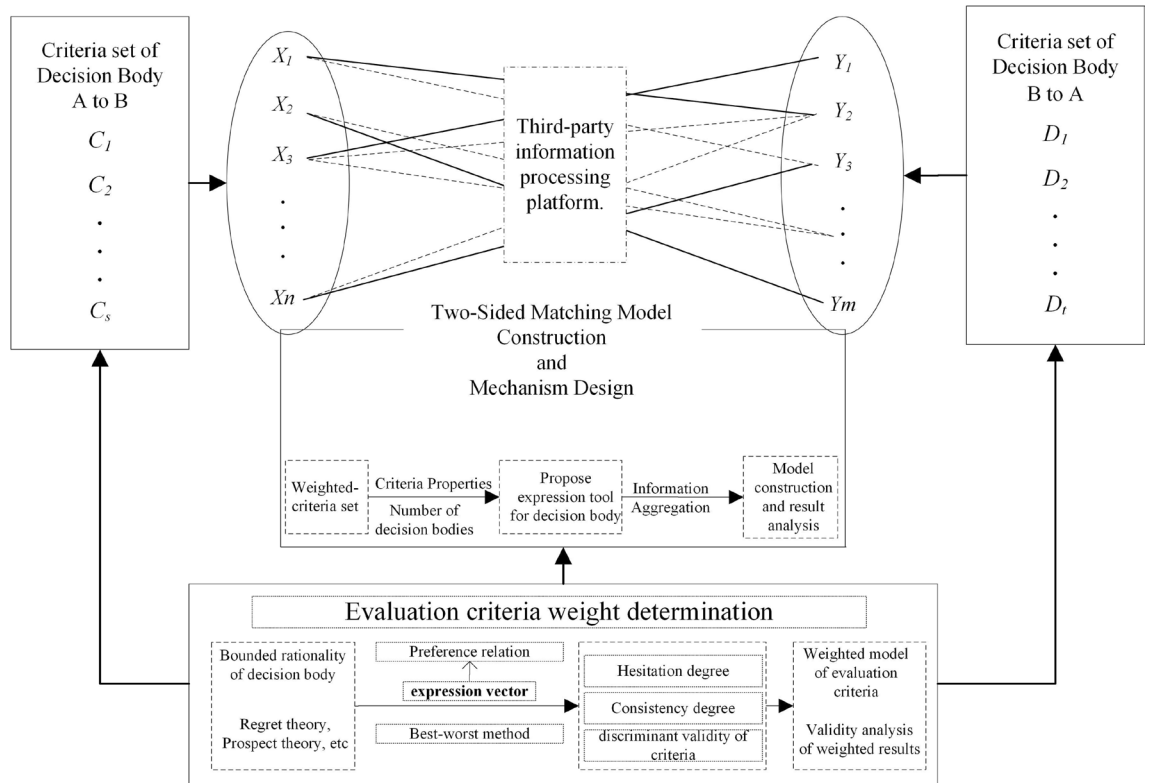 Criteria set of
Decision Body
A to B
C1
C2
.
.
.
Cs
X1
X2
X3
.
.
.
Xn
Third-party
information
processing
platform.
Y1
Y2
Y3
.
.
.
Ym
Criteria set of
Decision Body
B to A
D1
D2
.
.
.
Dt
Two-Sided Matching Model
Construction
and
Mechanism Design
Weighted-
criteria set
Criteria Properties
Number of
decision bodies
Propose
expression tool
for decision body
Information
Aggregation
Model
construction
and result
analysis
Evaluation criteria weight determination
Bounded rationality
of decision body
Regret theory,
Prospect theory, etc
Preference relation
expression vector
Best-worst method
Hesitation degree
Consistency degree
discriminant validity of
criteria
Weighted model
of evaluation
criteria
Validity analysis
of weighted results